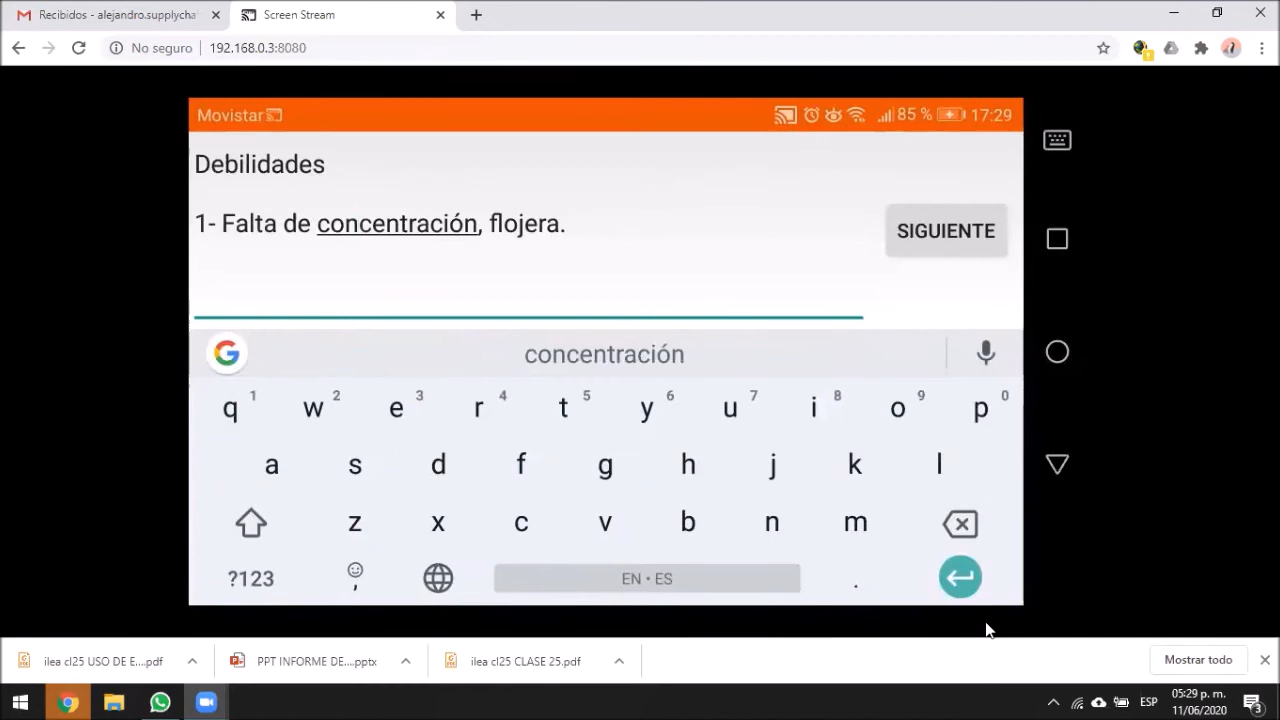 Recibidos - alejandro.supplycha
Screen Stream
No seguro
192.168.0.3:8080
Movistar
85 %
17:29
Debilidades
1- Falta de concentración, flojera.
SIGUIENTE
concentración
q 1 w 2 e 3 r 4 t 5 y 6 u 7 i 8 o 9 p 0
a s d f g h j k l
z x c v b n m
?123 , EN • ES .
ilea cl25 USO DE E....pdf
PPT INFORME DE....pptx
ilea cl25 CLASE 25.pdf
Mostrar todo
ESP
05:29 p. m.
11/06/2020
3